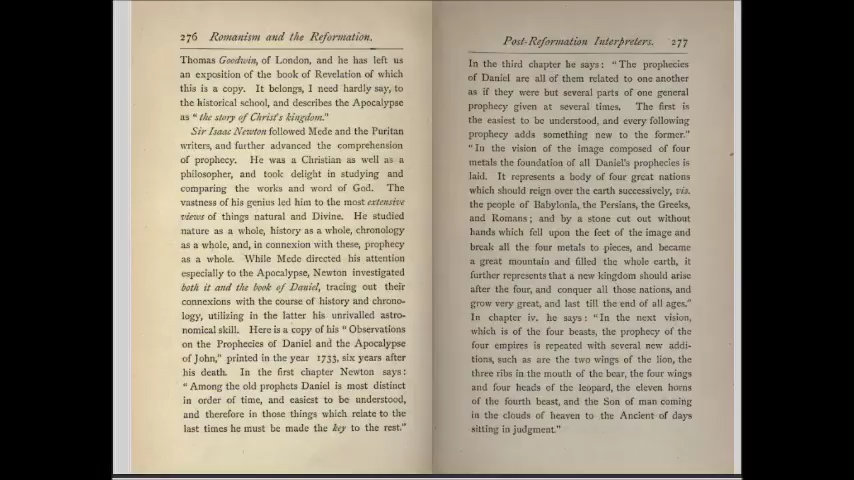 276 Romanism and the Reformation.
Thomas Goodwin, of London, and he has left us
an exposition of the book of Revelation of which
this is a copy. It belongs, I need hardly say, to
the historical school, and describes the Apocalypse
as "the story of Christ's kingdom."
Sir Isaac Newton followed Mede and the Puritan
writers, and further advanced the comprehension
of prophecy. He was a Christian as well as a
philosopher, and took delight in studying and
comparing the works and word of God. The
vastness of his genius led him to the most extensive
views of things natural and Divine. He studied
nature as a whole, history as a whole, chronology
as a whole, and, in connexion with these, prophecy
as a whole. While Mede directed his attention
especially to the Apocalypse, Newton investigated
both it and the book of Daniel, tracing out their
connexions with the course of history and chrono-
logy, utilizing in the latter his unrivalled astro-
nomical skill. Here is a copy of his "Observations
on the Prophecies of Daniel and the Apocalypse
of John," printed in the year 1733, six years after
his death. In the first chapter Newton says:
"Among the old prophets Daniel is most distinct
in order of time, and easiest to be understood,
and therefore in those things which relate to the
last times he must be made the key to the rest."
Post-Reformation Interpreters. 277
In the third chapter he says: "The prophecies
of Daniel are all of them related to one another
as if they were but several parts of one general
prophecy given at several times. The first is
the easiest to be understood, and every following
prophecy adds something new to the former."
"In the vision of the image composed of four
metals the foundation of all Daniel's prophecies is
laid. It represents a body of four great nations
which should reign over the earth successively, viz.
the people of Babylonia, the Persians, the Greeks,
and Romans; and by a stone cut out without
hands which fell upon the feet of the image and
break all the four metals to pieces, and became
a great mountain and filled the whole earth, it
further represents that a new kingdom should arise
after the four, and conquer all those nations, and
grow very great, and last till the end of all ages."
In chapter iv. he says: "In the next vision,
which is of the four beasts, the prophecy of the
four empires is repeated with several new addi-
tions, such as are the two wings of the lion, the
three ribs in the mouth of the bear, the four wings
and four heads of the leopard, the eleven horns
of the fourth beast, and the Son of man coming
in the clouds of heaven to the Ancient of days
sitting in judgment."